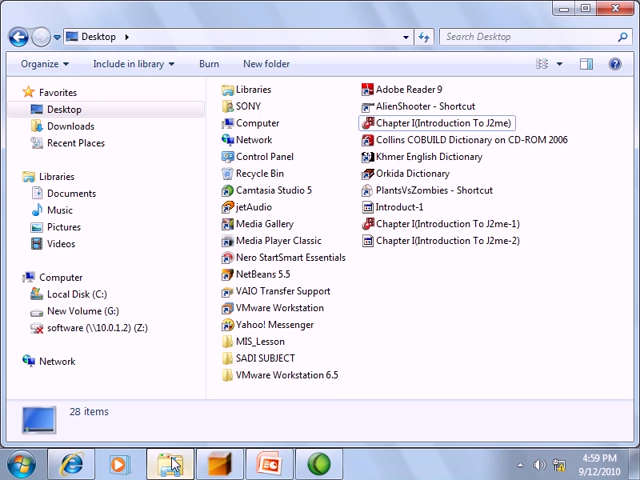 Desktop
Search Desktop
Organize Include in library Burn New folder
Favorites
Desktop
Downloads
Recent Places
Libraries
Documents
Music
Pictures
Videos
Computer
Local Disk (C:)
New Volume (G:)
software (\\10.0.1.2) (Z:)
Network
Libraries
SONY
Computer
Network
Control Panel
Recycle Bin
Camtasia Studio 5
jetAudio
Media Gallery
Media Player Classic
Nero StartSmart Essentials
NetBeans 5.5
VAIO Transfer Support
VMware Workstation
Yahoo! Messenger
MIS_Lesson
SADI SUBJECT
VMware Workstation 6.5
Adobe Reader 9
AlienShooter - Shortcut
Chapter I(Introduction To J2me)
Collins COBUILD Dictionary on CD-ROM 2006
Khmer English Dictionary
Orkida Dictionary
PlantsVsZombies - Shortcut
Introduct-1
Chapter I(Introduction To J2me-1)
Chapter I(Introduction To J2me-2)
28 items
4:59 PM
9/12/2010